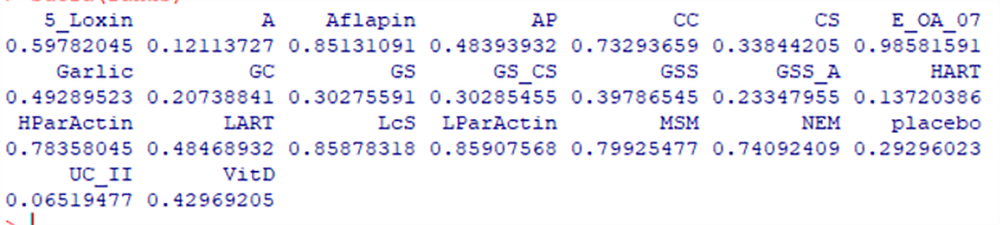 5_Loxin A Aflapin AP CC CS E_OA_07
0.59782045 0.12113727 0.85131091 0.48393932 0.73293659 0.33844205 0.98581591
Garlic GC GS GS_CS GSS GSS_A HART
0.49289523 0.20738841 0.30275591 0.30285455 0.39786545 0.23347955 0.13720386
HParActin LART LcS LParActin MSM NEM placebo
0.78358045 0.48468932 0.85878318 0.85907568 0.79925477 0.74092409 0.29296023
UC_II VitD
0.06519477 0.42969205
>